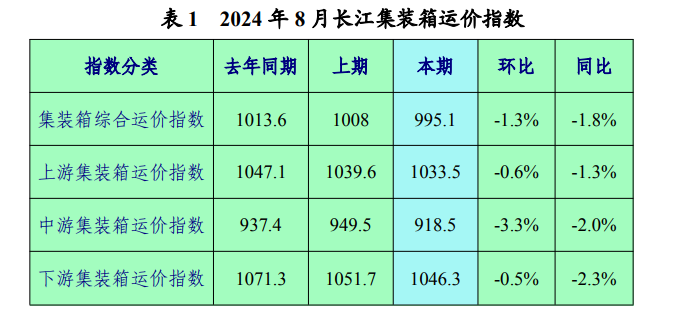 表 1 2024 年 8 月长江集装箱运价指数
指数分类 去年同期 上期 本期 环比 同比
集装箱综合运价指数 1013.6 1008 995.1 -1.3% -1.8%
上游集装箱运价指数 1047.1 1039.6 1033.5 -0.6% -1.3%
中游集装箱运价指数 937.4 949.5 918.5 -3.3% -2.0%
下游集装箱运价指数 1071.3 1051.7 1046.3 -0.5% -2.3%